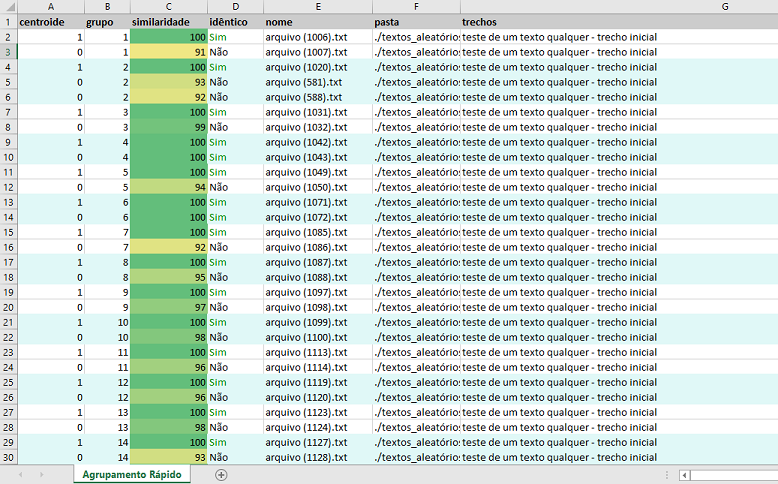 A B C D E F G
1 centroide grupo similaridade idêntico nome pasta trechos
2 1 1 100 Sim arquivo (1006).txt ./textos_aleatórios teste de um texto qualquer - trecho inicial
3 0 1 91 Não arquivo (1007).txt ./textos_aleatórios teste de um texto qualquer - trecho inicial
4 1 2 100 Sim arquivo (1020).txt ./textos_aleatórios teste de um texto qualquer - trecho inicial
5 0 2 93 Não arquivo (581).txt ./textos_aleatórios teste de um texto qualquer - trecho inicial
6 0 2 92 Não arquivo (588).txt ./textos_aleatórios teste de um texto qualquer - trecho inicial
7 1 3 100 Sim arquivo (1031).txt ./textos_aleatórios teste de um texto qualquer - trecho inicial
8 0 3 99 Não arquivo (1032).txt ./textos_aleatórios teste de um texto qualquer - trecho inicial
9 1 4 100 Sim arquivo (1042).txt ./textos_aleatórios teste de um texto qualquer - trecho inicial
10 0 4 100 Sim arquivo (1043).txt ./textos_aleatórios teste de um texto qualquer - trecho inicial
11 1 5 100 Sim arquivo (1049).txt ./textos_aleatórios teste de um texto qualquer - trecho inicial
12 0 5 94 Não arquivo (1050).txt ./textos_aleatórios teste de um texto qualquer - trecho inicial
13 1 6 100 Sim arquivo (1071).txt ./textos_aleatórios teste de um texto qualquer - trecho inicial
14 0 6 100 Sim arquivo (1072).txt ./textos_aleatórios teste de um texto qualquer - trecho inicial
15 1 7 100 Sim arquivo (1085).txt ./textos_aleatórios teste de um texto qualquer - trecho inicial
16 0 7 92 Não arquivo (1086).txt ./textos_aleatórios teste de um texto qualquer - trecho inicial
17 1 8 100 Sim arquivo (1087).txt ./textos_aleatórios teste de um texto qualquer - trecho inicial
18 0 8 95 Não arquivo (1088).txt ./textos_aleatórios teste de um texto qualquer - trecho inicial
19 1 9 100 Sim arquivo (1097).txt ./textos_aleatórios teste de um texto qualquer - trecho inicial
20 0 9 97 Não arquivo (1098).txt ./textos_aleatórios teste de um texto qualquer - trecho inicial
21 1 10 100 Sim arquivo (1099).txt ./textos_aleatórios teste de um texto qualquer - trecho inicial
22 0 10 98 Não arquivo (1100).txt ./textos_aleatórios teste de um texto qualquer - trecho inicial
23 1 11 100 Sim arquivo (1113).txt ./textos_aleatórios teste de um texto qualquer - trecho inicial
24 0 11 96 Não arquivo (1114).txt ./textos_aleatórios teste de um texto qualquer - trecho inicial
25 1 12 100 Sim arquivo (1119).txt ./textos_aleatórios teste de um texto qualquer - trecho inicial
26 0 12 96 Não arquivo (1120).txt ./textos_aleatórios teste de um texto qualquer - trecho inicial
27 1 13 100 Sim arquivo (1123).txt ./textos_aleatórios teste de um texto qualquer - trecho inicial
28 0 13 98 Não arquivo (1124).txt ./textos_aleatórios teste de um texto qualquer - trecho inicial
29 1 14 100 Sim arquivo (1127).txt ./textos_aleatórios teste de um texto qualquer - trecho inicial
30 0 14 93 Não arquivo (1128).txt ./textos_aleatórios teste de um texto qualquer - trecho inicial
Agrupamento Rápido